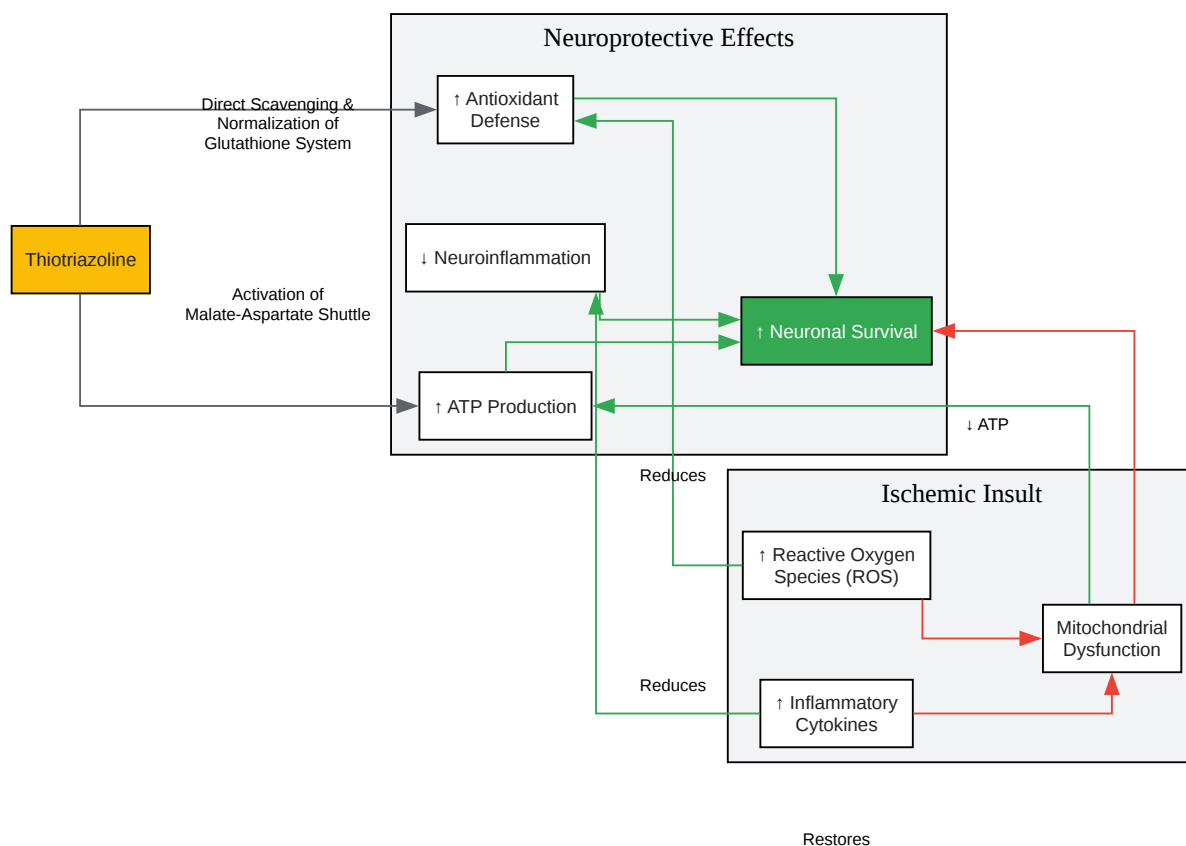 Neuroprotective Effects
Direct Scavenging &
Normalization of
Glutathione System
↑ Antioxidant
Defense
Thiotriazoline
↓ Neuroinflammation
Activation of
Malate-Aspartate Shuttle
↑ Neuronal Survival
↑ ATP Production
↓ ATP
Reduces
Ischemic Insult
↑ Reactive Oxygen
Species (ROS)
Mitochondrial
Dysfunction
Reduces
↑ Inflammatory
Cytokines
Restores